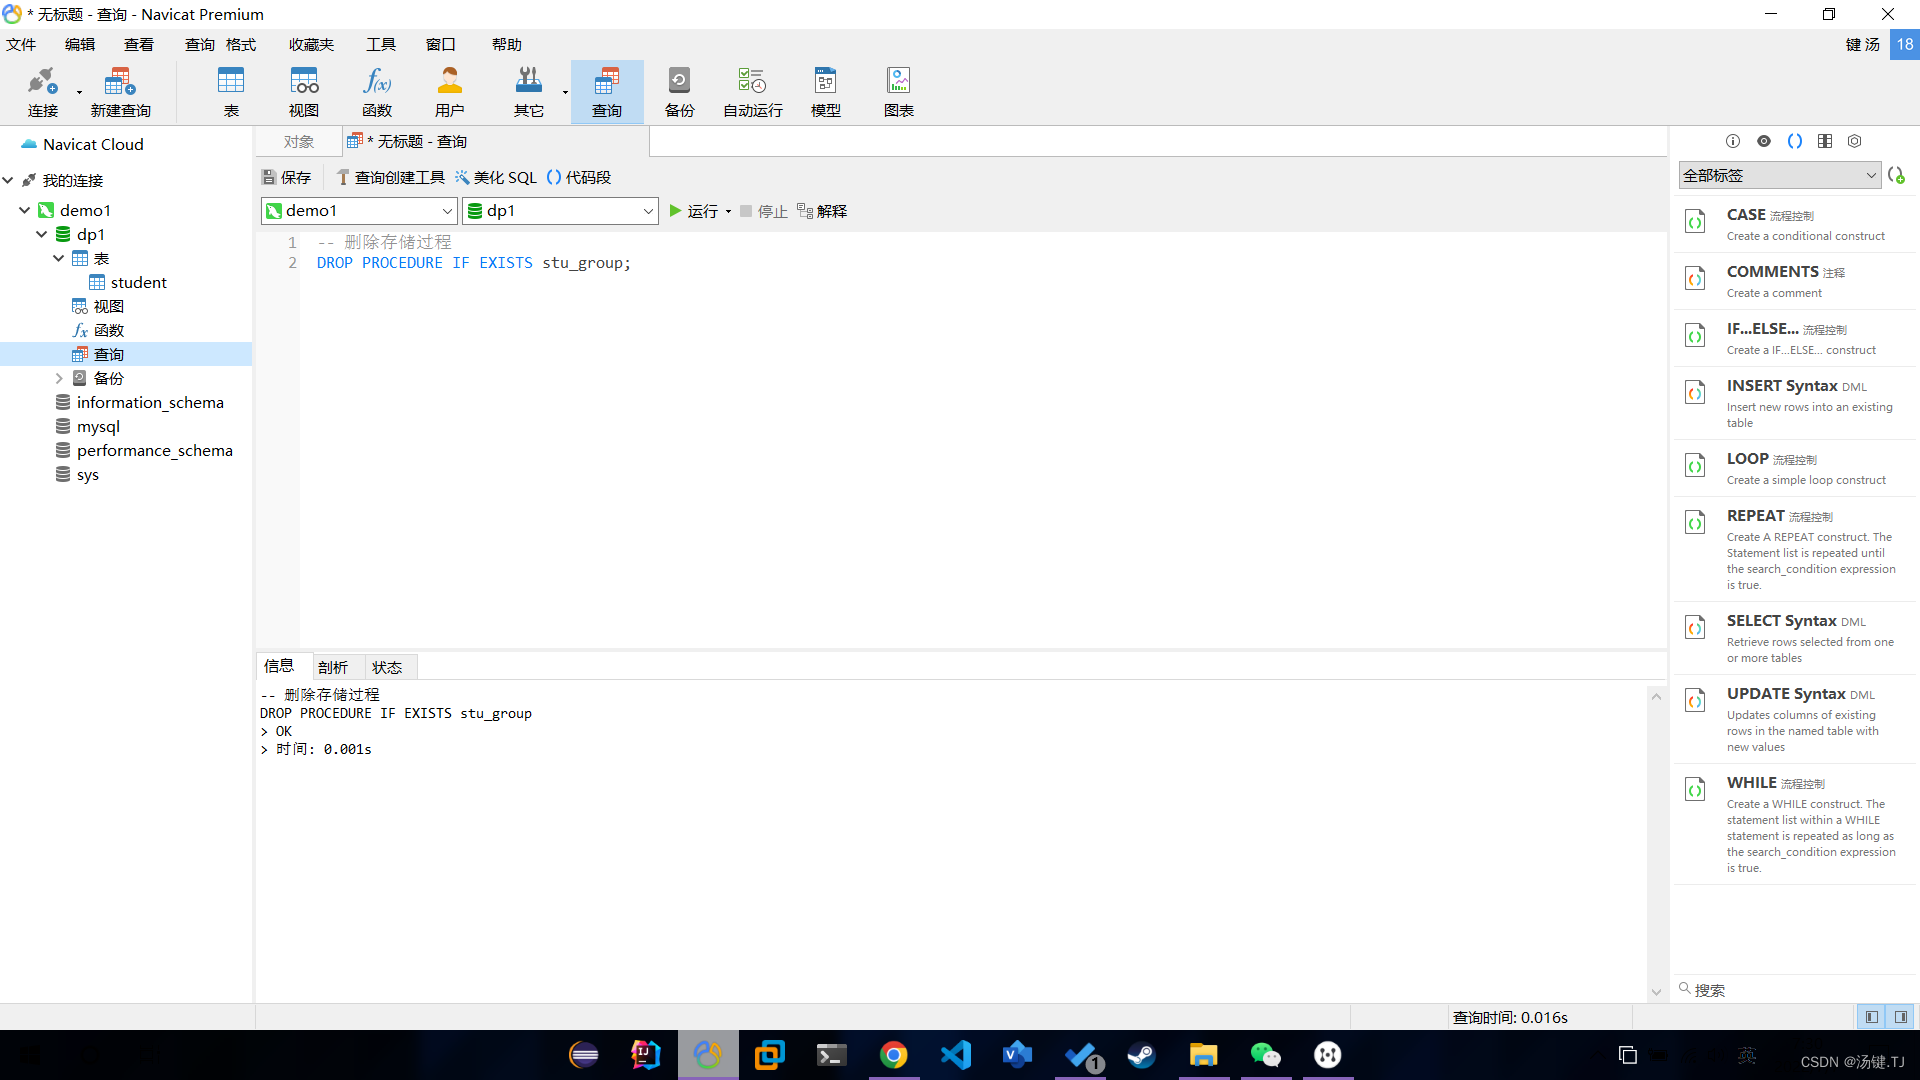 * 无标题 - 查询 - Navicat Premium
文件 编辑 查看 查询 格式 收藏夹 工具 窗口 帮助 键 汤 18
连接 新建查询 表 视图 函数 用户 其它 查询 备份 自动运行 模型 图表
Navicat Cloud
我的连接
demo1
dp1
表
student
视图
函数
查询
备份
information_schema
mysql
performance_schema
sys
对象 * 无标题 - 查询
保存 查询创建工具 美化 SQL 代码段
demo1 dp1 运行 停止 解释
1 -- 删除存储过程
2 DROP PROCEDURE IF EXISTS stu_group;
信息 剖析 状态
-- 删除存储过程
DROP PROCEDURE IF EXISTS stu_group
> OK
> 时间: 0.001s
全部标签
CASE 流程控制
Create a conditional construct
COMMENTS 注释
Create a comment
IF...ELSE... 流程控制
Create a IF...ELSE... construct
INSERT Syntax DML
Insert new rows into an existing
table
LOOP 流程控制
Create a simple loop construct
REPEAT 流程控制
Create A REPEAT construct. The
Statement list is repeated until
the search_condition expression
is true.
SELECT Syntax DML
Retrieve rows selected from one
or more tables
UPDATE Syntax DML
Updates columns of existing
rows in the named table with
new values
WHILE 流程控制
Create a WHILE construct. The
statement list within a WHILE
statement is repeated as long as
the search_condition expression
is true.
搜索
查询时间: 0.016s
英
CSDN @汤键.TJ